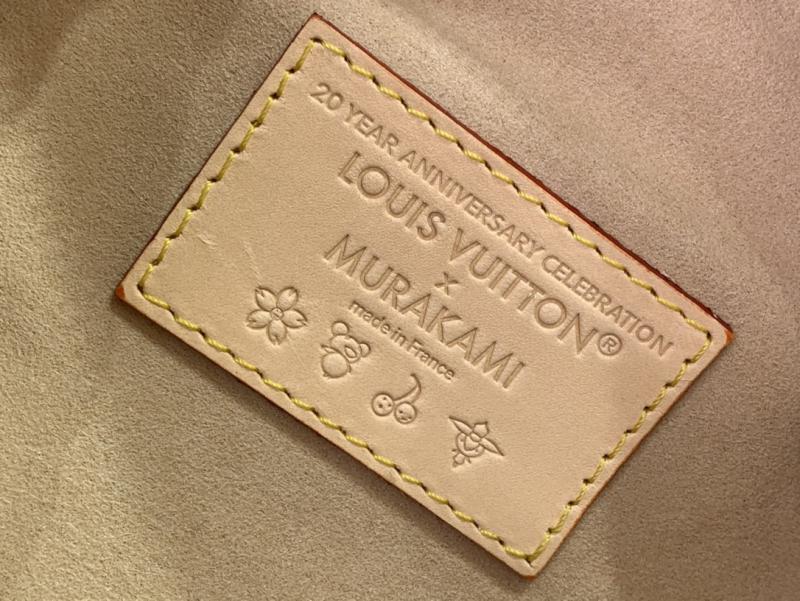 20 YEAR ANNIVERSARY CELEBRATION
LOUIS VUITTON®
x
MURAKAMI
made in France